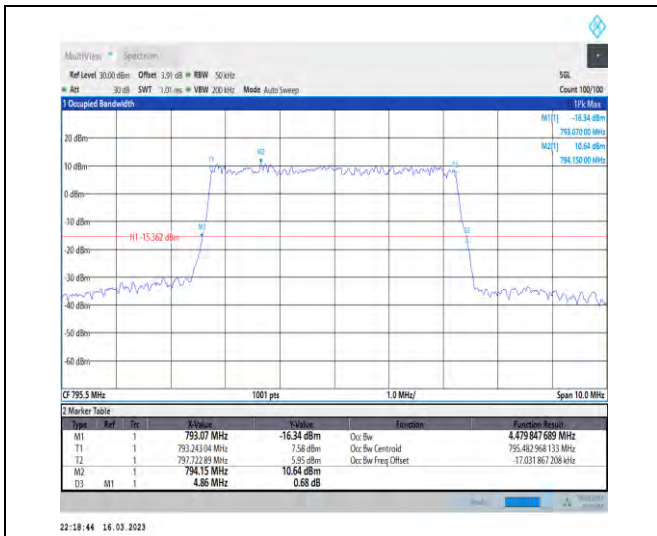 MultiView Spectrum
Ref Level 30.00 dBm Offset 3.91 dB RBW 50 kHz SGL
Att 30 dB SWT 1.01 ms VBW 200 kHz Mode Auto Sweep Count 100/100
1 Occupied Bandwidth 1Pk Max
M1[1] -16.34 dBm
793.070 00 MHz
M2[1] 10.64 dBm
794.150 00 MHz
20 dBm
T1 M2 T2
10 dBm
0 dBm
-10 dBm
M1 D3
H1 -15.362 dBm
-20 dBm
-30 dBm
-40 dBm
-50 dBm
-60 dBm
CF 795.5 MHz 1001 pts 1.0 MHz/ Span 10.0 MHz
2 Marker Table
Type Ref Trc X-Value Y-Value Function Function Result
M1 1 793.07 MHz -16.34 dBm Occ Bw 4.479 847 689 MHz
T1 1 793.243 04 MHz 7.58 dBm Occ Bw Centroid 795.482 968 133 MHz
T2 1 797.722 89 MHz 5.95 dBm Occ Bw Freq Offset -17.031 867 208 kHz
M2 1 794.15 MHz 10.64 dBm
D3 M1 1 4.86 MHz 0.68 dB
Ready
22:18:44 16.03.2023